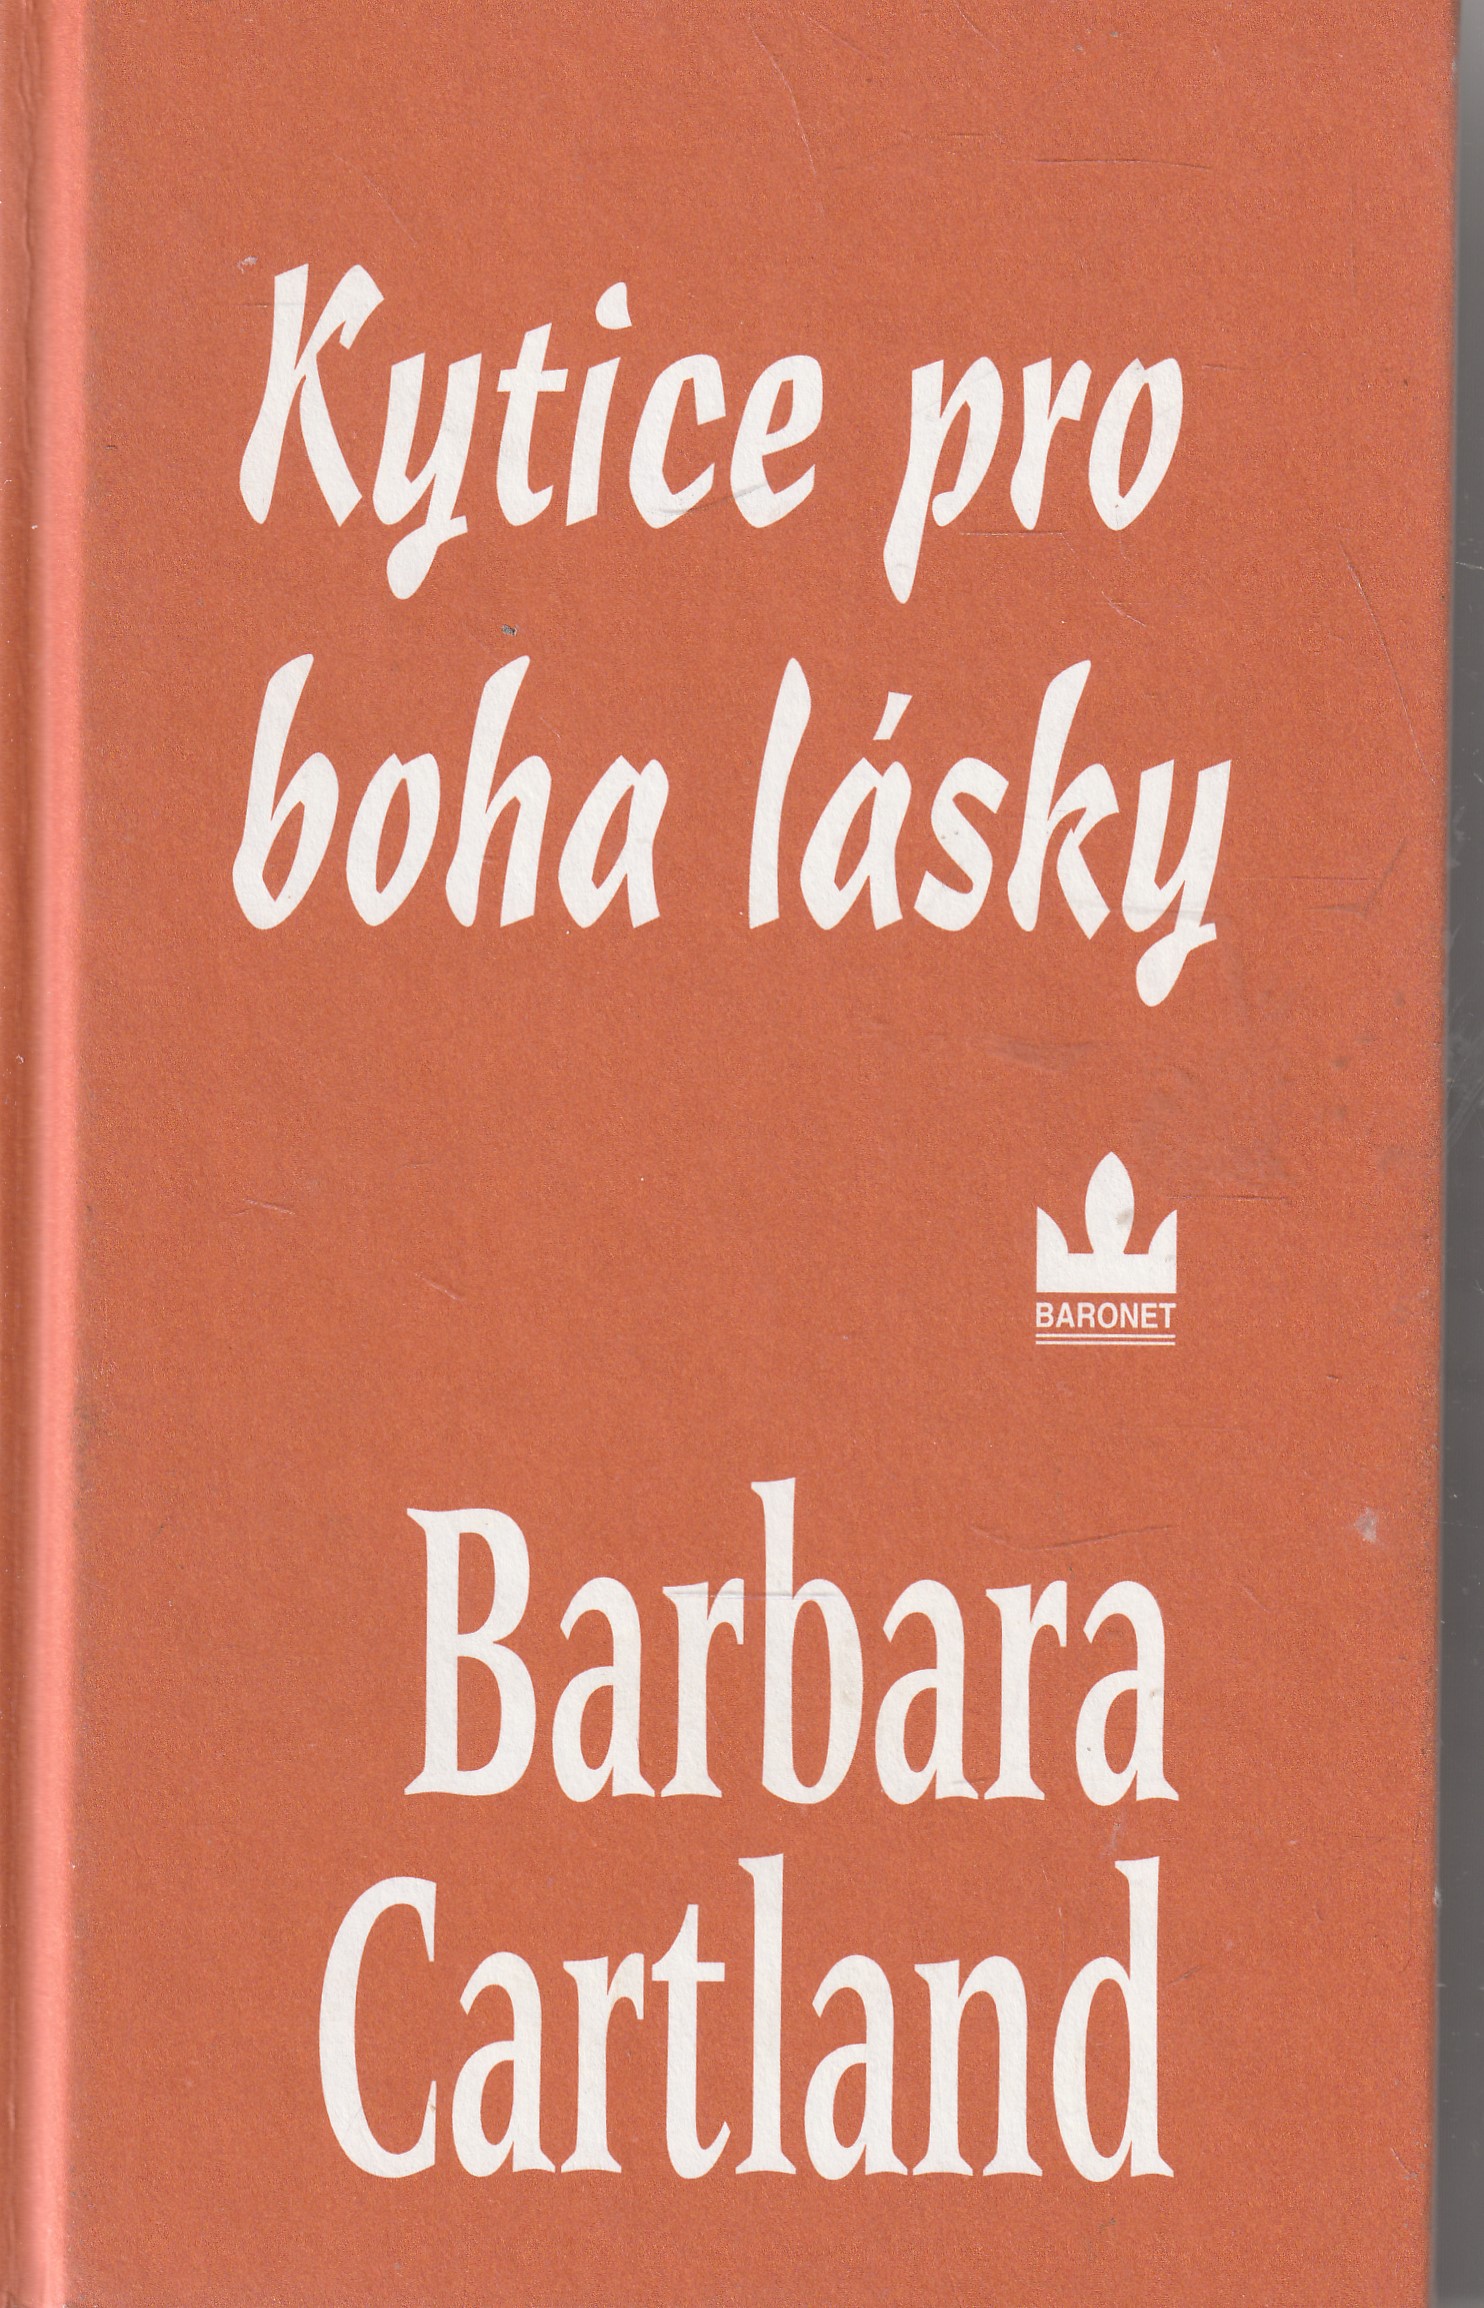 Kytice pro
boha lásky
BARONET
Barbara
Cartland